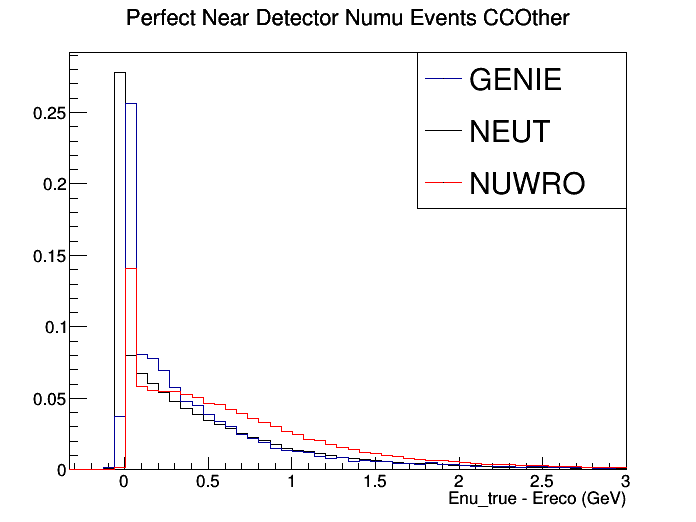 Perfect Near Detector Numu Events CCOther
GENIE
NEUT
NUWRO
0.25
0.2
0.15
0.1
0.05
0
0 0.5 1 1.5 2 2.5 3
Enu_true - Ereco (GeV)